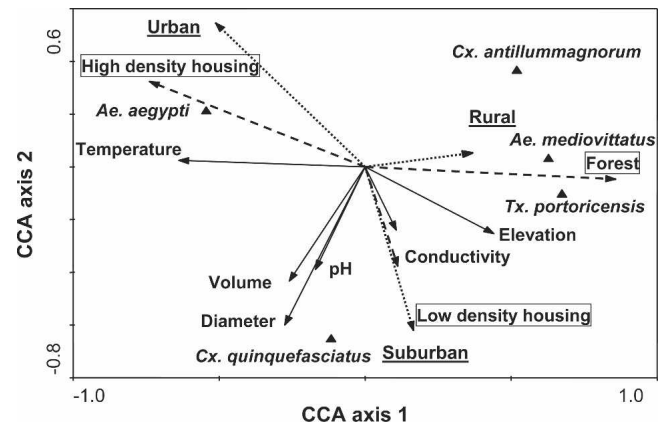 0.6
Urban
Cx. antillummagnorum
High density housing
Ae. aegypti
Rural
Temperature
Ae. mediovittatus
Forest
CCA axis 2
Tx. portoricensis
Elevation
Conductivity
Volume
pH
Diameter
Low density housing
Cx. quinquefasciatus
Suburban
-0.8
-1.0
1.0
CCA axis 1